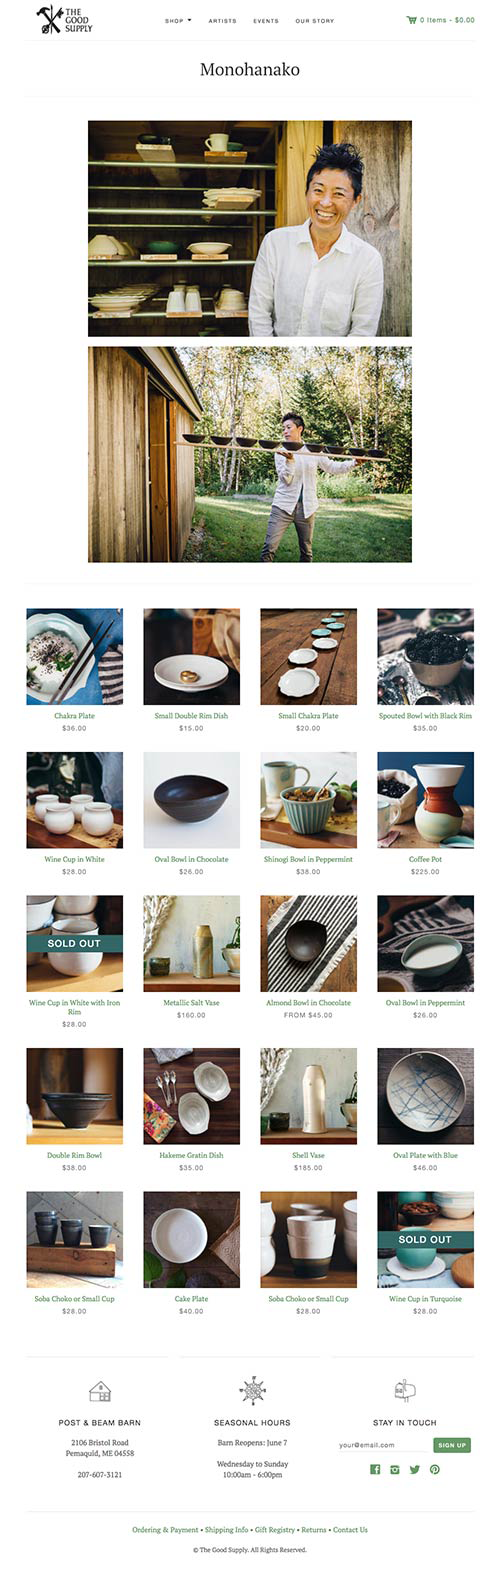 THE
GOOD
SUPPLY
SHOP ARTISTS EVENTS OUR STORY
0 Items - $0.00
Monohanako
Chakra Plate
$36.00
Small Double Rim Dish
$15.00
Small Chakra Plate
$20.00
Spouted Bowl with Black Rim
$35.00
Wine Cup in White
$28.00
Oval Bowl in Chocolate
$26.00
Shinogi Bowl in Peppermint
$38.00
Coffee Pot
$225.00
SOLD OUT
Wine Cup in White with Iron
Rim
$28.00
Metallic Salt Vase
$160.00
Almond Bowl in Chocolate
FROM $45.00
Oval Bowl in Peppermint
$26.00
Double Rim Bowl
$38.00
Hakeme Gratin Dish
$35.00
Shell Vase
$185.00
Oval Plate with Blue
$46.00
Soba Choko or Small Cup
$28.00
Cake Plate
$40.00
Soba Choko or Small Cup
$28.00
SOLD OUT
Wine Cup in Turquoise
$28.00
POST & BEAM BARN
2106 Bristol Road
Pemaquid, ME 04558
207-607-3121
SEASONAL HOURS
Barn Reopens: June 7
Wednesday to Sunday
10:00am - 6:00pm
STAY IN TOUCH
your@email.com
SIGN UP
Ordering & Payment • Shipping Info • Gift Registry • Returns • Contact Us
© The Good Supply. All Rights Reserved.